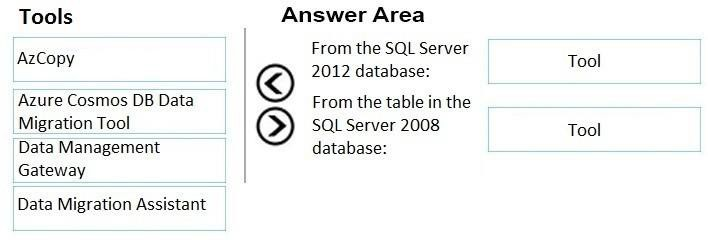 Tools
AzCopy
Azure Cosmos DB Data
Migration Tool
Data Management
Gateway
Data Migration Assistant
Answer Area
From the SQL Server
2012 database:
Tool
From the table in the
SQL Server 2008
database:
Tool